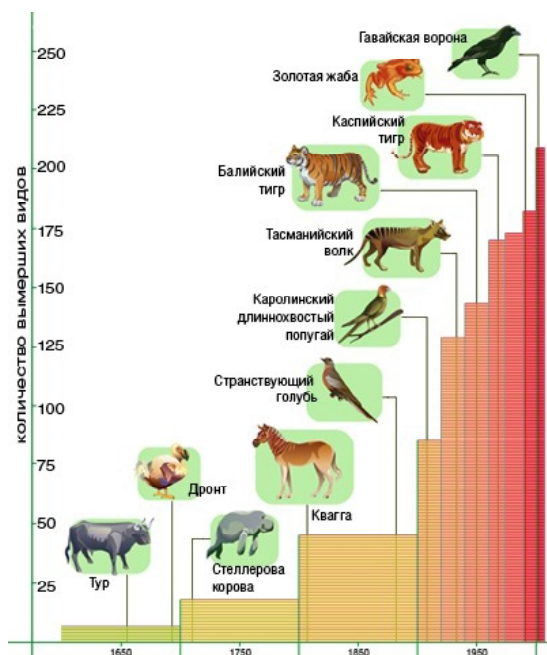 КОЛИЧЕСТВО ВЫМЕРШИХ ВИДОВ
250
225
200
175
150
125
100
75
50
25
Гавайская ворона
Золотая жаба
Каспийский
тигр
Балийский
тигр
Тасманийский
волк
Каролинский
длиннохвостый
попугай
Странствующий
голубь
Квагга
Дронт
Стеллерова
корова
Тур
1650
1750
1850
1950